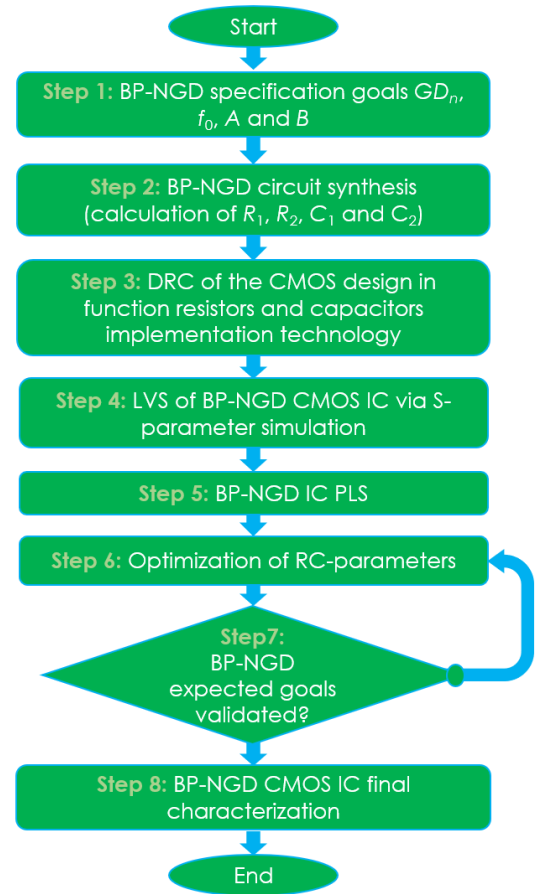 Start
Step 1: BP-NGD specification goals GDₙ,
f₀, A and B
Step 2: BP-NGD circuit synthesis
(calculation of R₁, R₂, C₁ and C₂)
Step 3: DRC of the CMOS design in
function resistors and capacitors
implementation technology
Step 4: LVS of BP-NGD CMOS IC via S-
parameter simulation
Step 5: BP-NGD IC PLS
Step 6: Optimization of RC-parameters
Step7:
BP-NGD
expected goals
validated?
Step 8: BP-NGD CMOS IC final
characterization
End